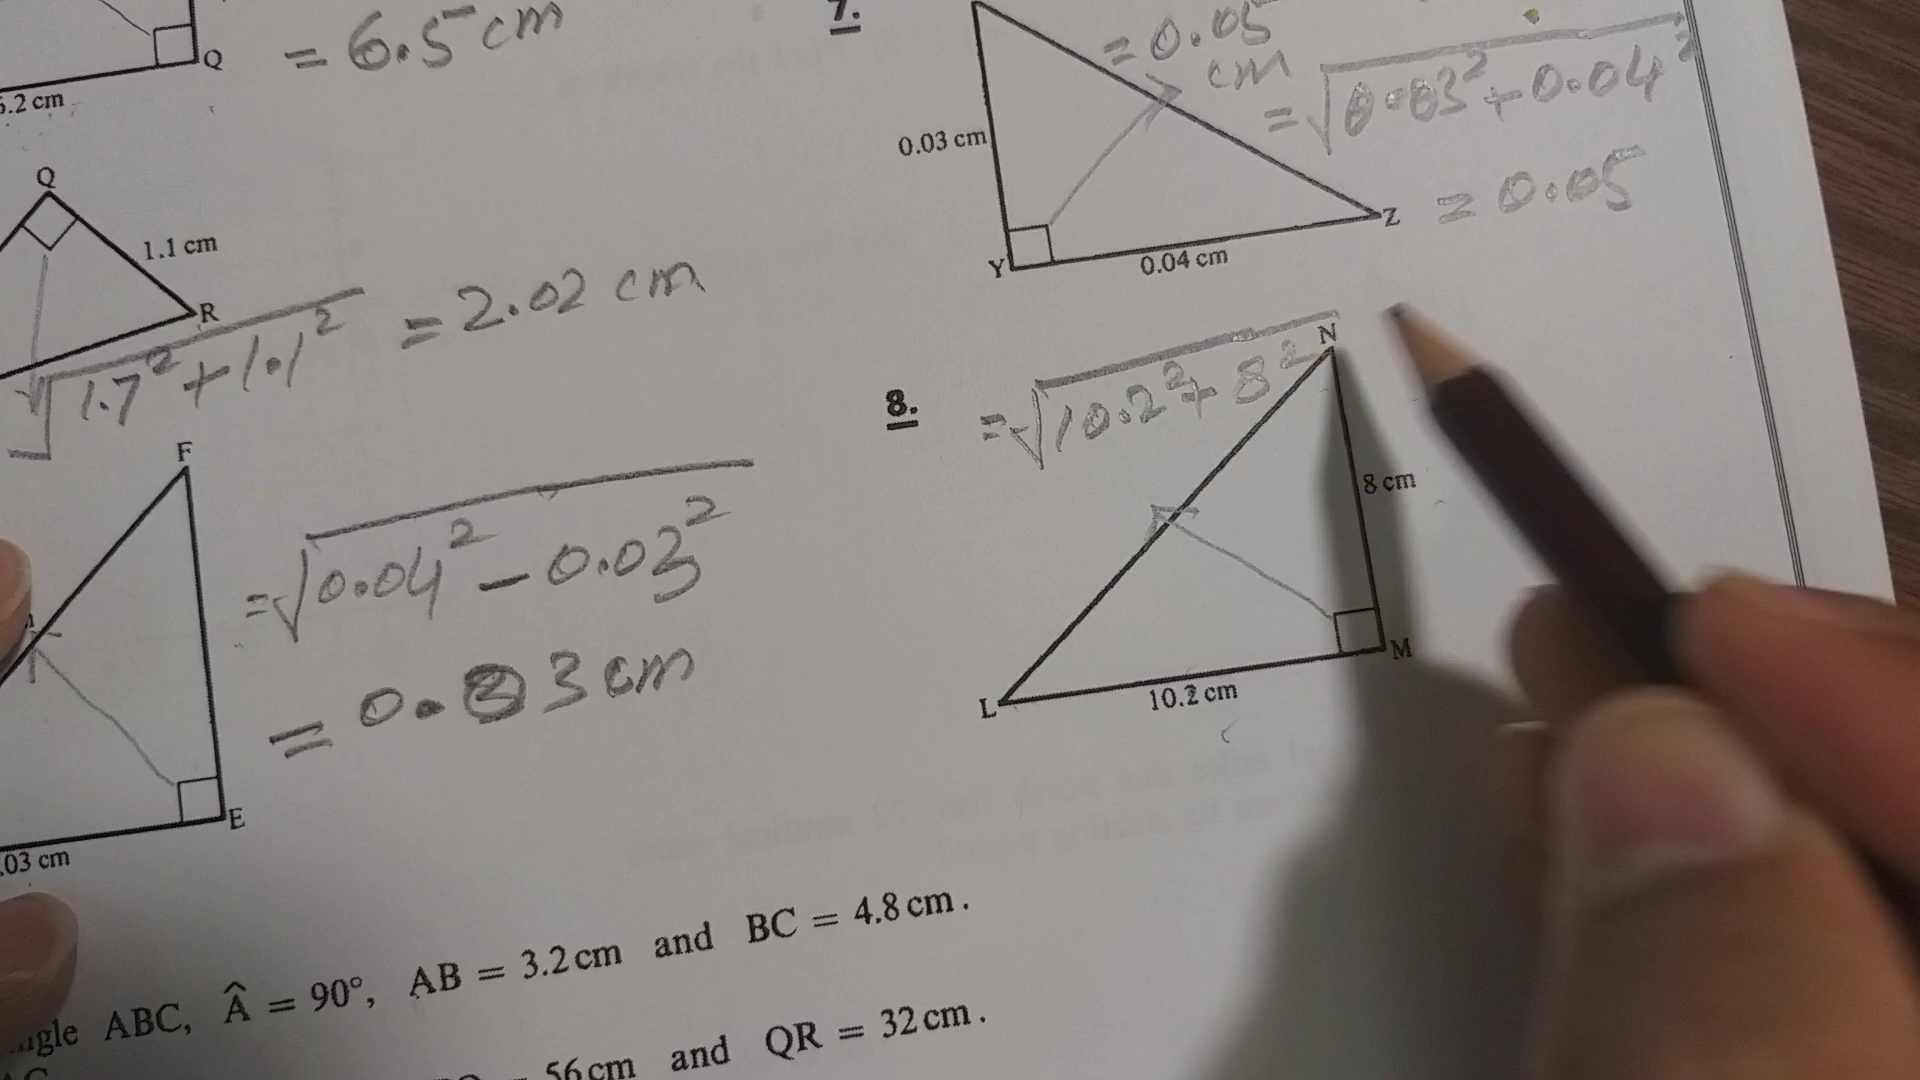 Q
= 6.5 cm
.2 cm
Q
1.1 cm
R
√1.7² + 1.1² = 2.02 cm
F
= √0.04² - 0.03²
= 0. 3 cm
E
.03 cm
7.
= 0.05
cm
= √0.03² + 0.04²
= 0.05
0.03 cm
Y
0.04 cm
Z
8.
= √10.2² + 8²
N
8 cm
M
L
10.2 cm
ngle ABC, Â = 90°, AB = 3.2 cm and BC = 4.8 cm.
56 cm and QR = 32 cm.